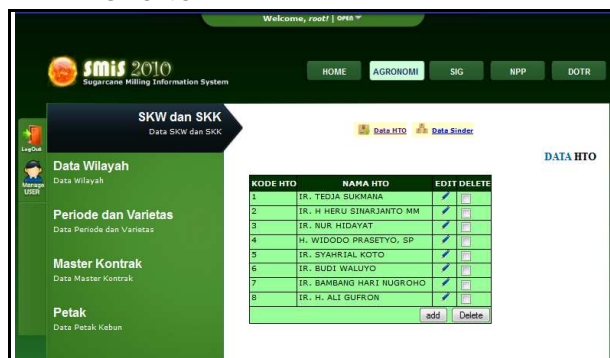 Welcome, root! | OPEN
SMiS 2010
Sugarcane Milling Information System
HOME AGRONOMI SIG NPP DOTR
SKW dan SKK
Data SKW dan SKK
Data HTO Data Sinder
LogOut
DATA HTO
Data Wilayah
Data Wilayah
Manage USER
KODE HTO NAMA HTO EDIT DELETE
1 IR. TEDJA SUKMANA
2 IR. H HERU SINARJANTO MM
3 IR. NUR HIDAYAT
4 H. WIDODO PRASETYO, SP
5 IR. SYAHRIAL KOTO
6 IR. BUDI WALUYO
7 IR. BAMBANG HARI NUGROHO
8 IR. H. ALI GUFRON
add Delete
Periode dan Varietas
Data Periode dan Varietas
Master Kontrak
Data Master Kontrak
Petak
Data Petak Kebun